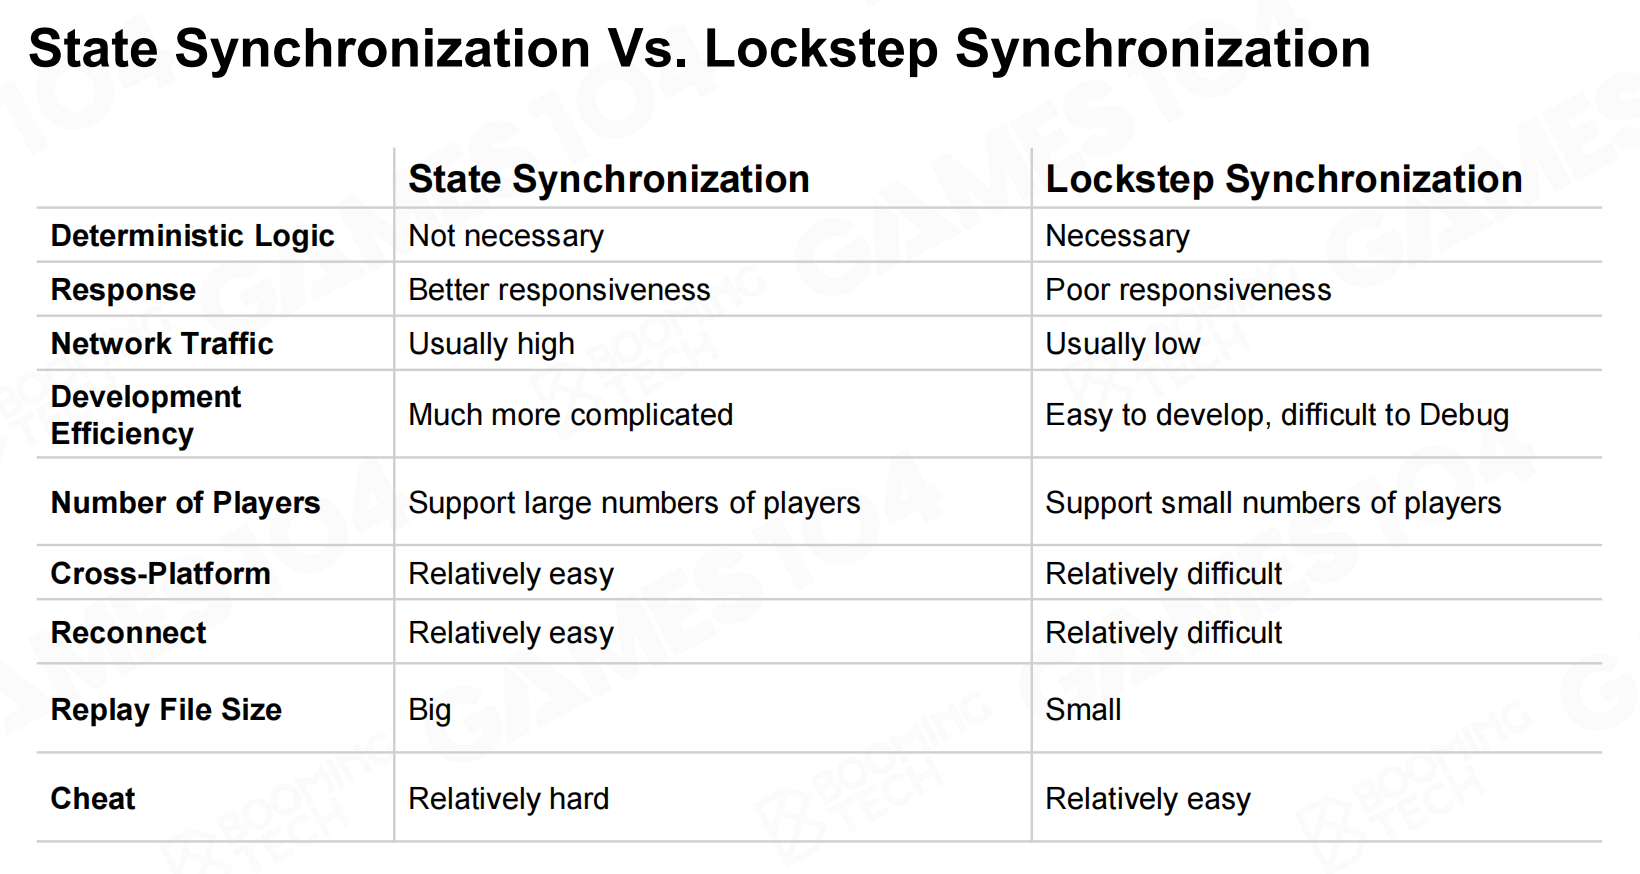 State Synchronization Vs. Lockstep Synchronization
State Synchronization Lockstep Synchronization
Deterministic Logic Not necessary Necessary
Response Better responsiveness Poor responsiveness
Network Traffic Usually high Usually low
Development
Efficiency Much more complicated Easy to develop, difficult to Debug
Number of Players Support large numbers of players Support small numbers of players
Cross-Platform Relatively easy Relatively difficult
Reconnect Relatively easy Relatively difficult
Replay File Size Big Small
Cheat Relatively hard Relatively easy
GAMES 104
BOOMING
TECH